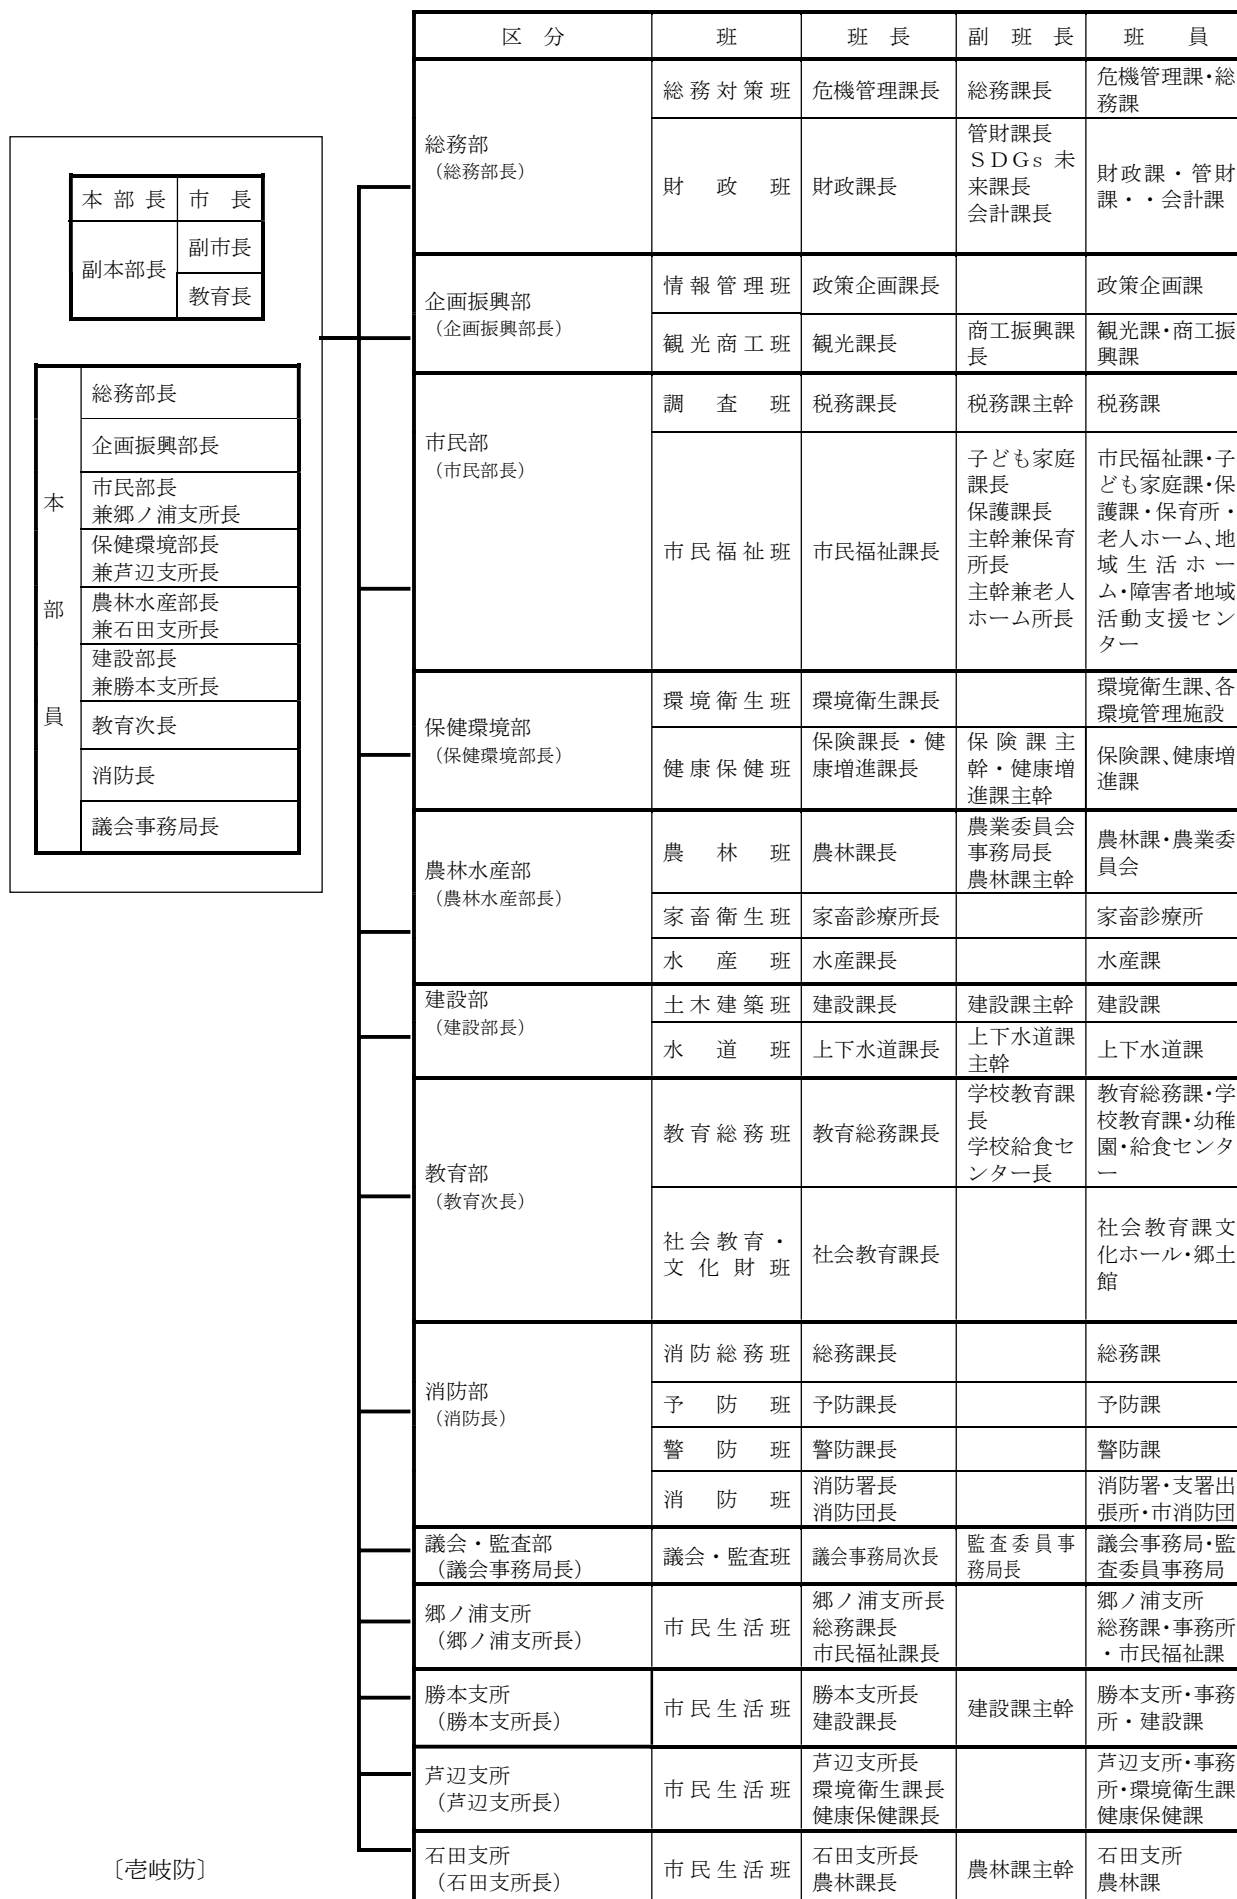 本部長 市長
副本部長 副市長
教育長
本部員
総務部長
企画振興部長
市民部長
兼郷ノ浦支所長
保健環境部長
兼芦辺支所長
農林水産部長
兼石田支所長
建設部長
兼勝本支所長
教育次長
消防長
議会事務局長
〔壱岐防〕
区分 班 班長 副班長 班員
総務部
（総務部長）
総務対策班 危機管理課長 総務課長 危機管理課・総
務課
財政班 財政課長
管財課長
ＳＤＧs 未
来課長
会計課長
財政課・管財
課・・会計課
企画振興部
（企画振興部長）
情報管理班 政策企画課長 政策企画課
観光商工班 観光課長
商工振興課
長
観光課・商工振
興課
市民部
（市民部長）
調査班 税務課長 税務課主幹 税務課
市民福祉班 市民福祉課長
子ども家庭
課長
保護課長
主幹兼保育
所長
主幹兼老人
ホーム所長
市民福祉課・子
ども家庭課・保
護課・保育所・
老人ホーム、地
域生活ホー
ム・障害者地域
活動支援セン
ター
保健環境部
（保健環境部長）
環境衛生班 環境衛生課長
環境衛生課、各
環境管理施設
健康保健班
保険課長・健
康増進課長
保険課主
幹・健康増
進課主幹
保険課、健康増
進課
農林水産部
（農林水産部長）
農林班 農林課長
農業委員会
事務局長
農林課主幹
農林課・農業委
員会
家畜衛生班 家畜診療所長 家畜診療所
水産班 水産課長 水産課
建設部
（建設部長）
土木建築班 建設課長 建設課主幹 建設課
水道班 上下水道課長
上下水道課
主幹
上下水道課
教育部
（教育次長）
教育総務班 教育総務課長
学校教育課
長
学校給食セ
ンター長
教育総務課・学
校教育課・幼稚
園・給食センタ
ー
社会教育・
文化財班
社会教育課長
社会教育課文
化ホール・郷土
館
消防部
（消防長）
消防総務班 総務課長 総務課
予防班 予防課長 予防課
警防班 警防課長 警防課
消防班
消防署長
消防団長
消防署・支署出
張所・市消防団
議会・監査部
（議会事務局長）
議会・監査班 議会事務局次長
監査委員事
務局長
議会事務局・監
査委員事務局
郷ノ浦支所
（郷ノ浦支所長）
市民生活班
郷ノ浦支所長
総務課長
市民福祉課長
郷ノ浦支所
総務課・事務所
・市民福祉課
勝本支所
（勝本支所長）
市民生活班
勝本支所長
建設課長
建設課主幹
勝本支所・事務
所・建設課
芦辺支所
（芦辺支所長）
市民生活班
芦辺支所長
環境衛生課長
健康保健課長
芦辺支所・事務
所・環境衛生課
健康保健課
石田支所
（石田支所長）
市民生活班
石田支所長
農林課長
農林課主幹
石田支所
農林課